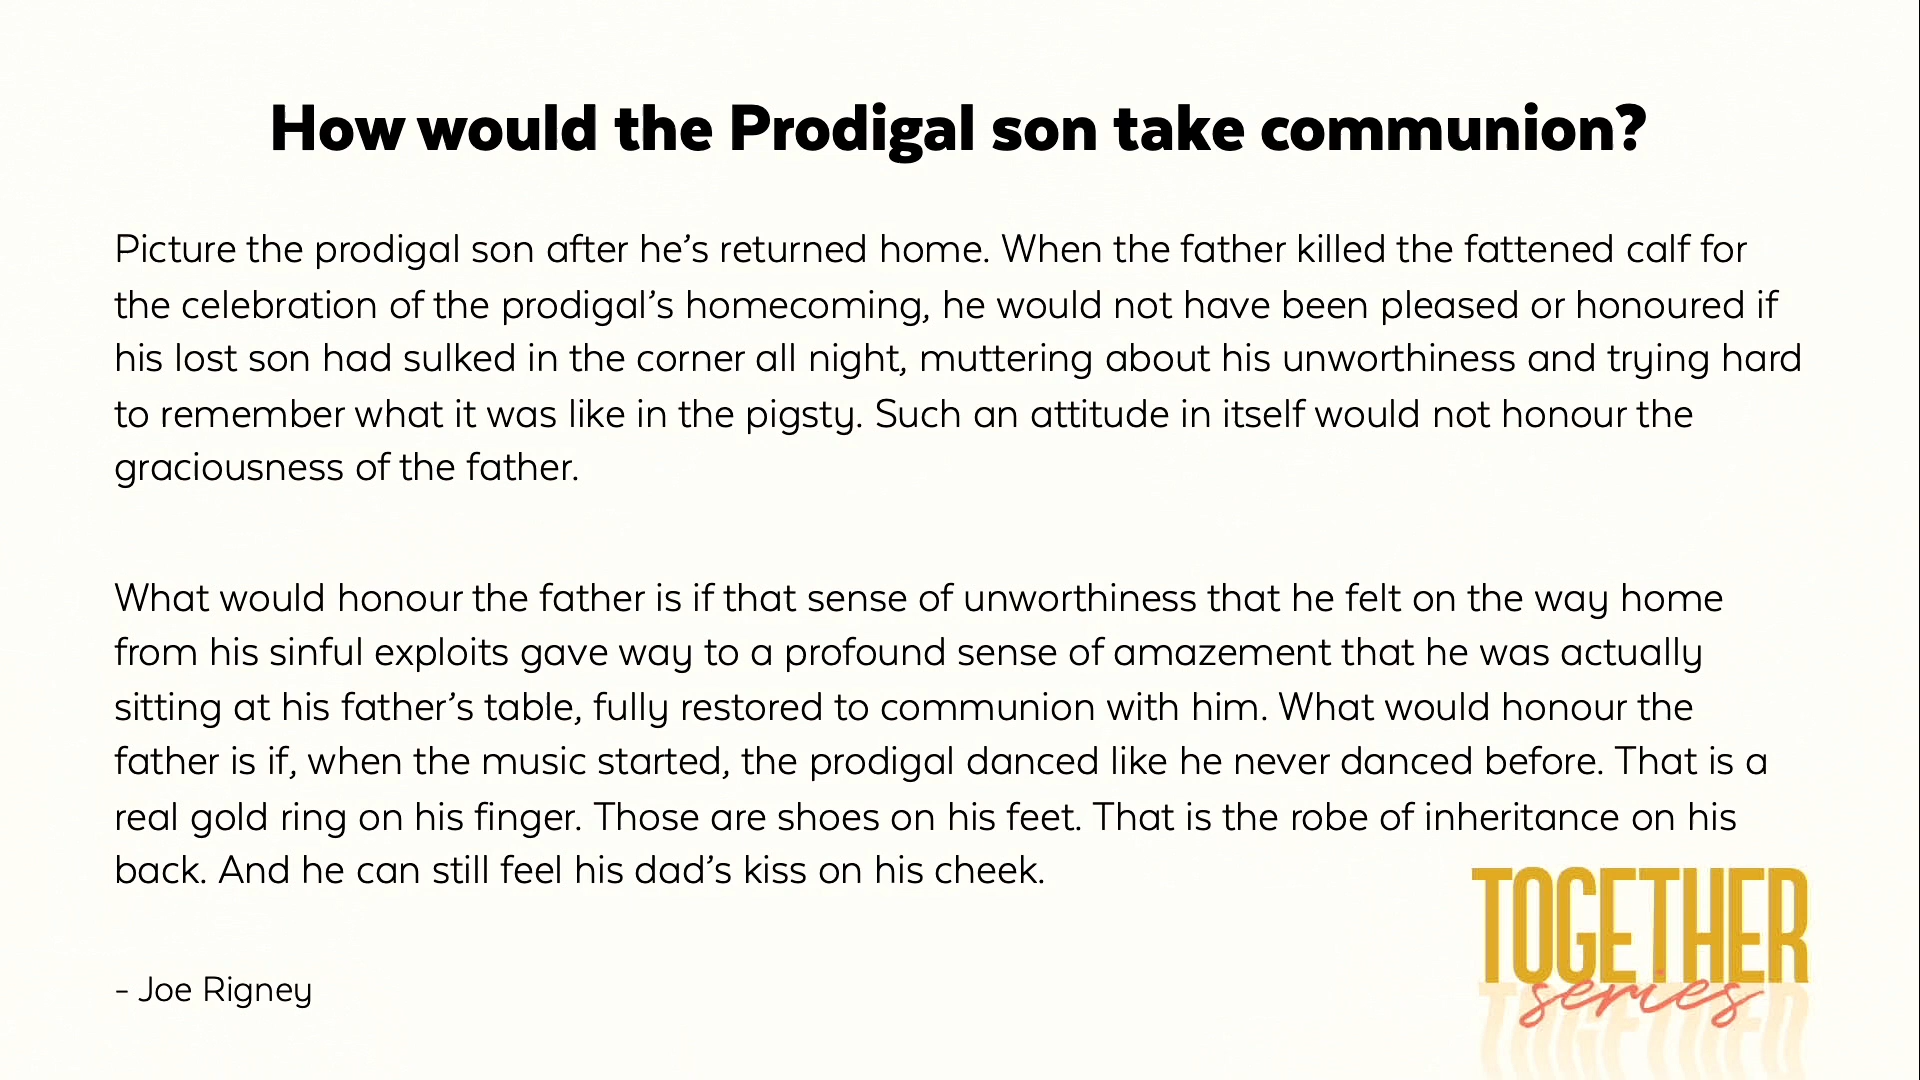 How would the Prodigal son take communion?
Picture the prodigal son after he’s returned home. When the father killed the fattened calf for
the celebration of the prodigal’s homecoming, he would not have been pleased or honoured if
his lost son had sulked in the corner all night, muttering about his unworthiness and trying hard
to remember what it was like in the pigsty. Such an attitude in itself would not honour the
graciousness of the father.
What would honour the father is if that sense of unworthiness that he felt on the way home
from his sinful exploits gave way to a profound sense of amazement that he was actually
sitting at his father’s table, fully restored to communion with him. What would honour the
father is if, when the music started, the prodigal danced like he never danced before. That is a
real gold ring on his finger. Those are shoes on his feet. That is the robe of inheritance on his
back. And he can still feel his dad’s kiss on his cheek.
- Joe Rigney
TOGETHER
series